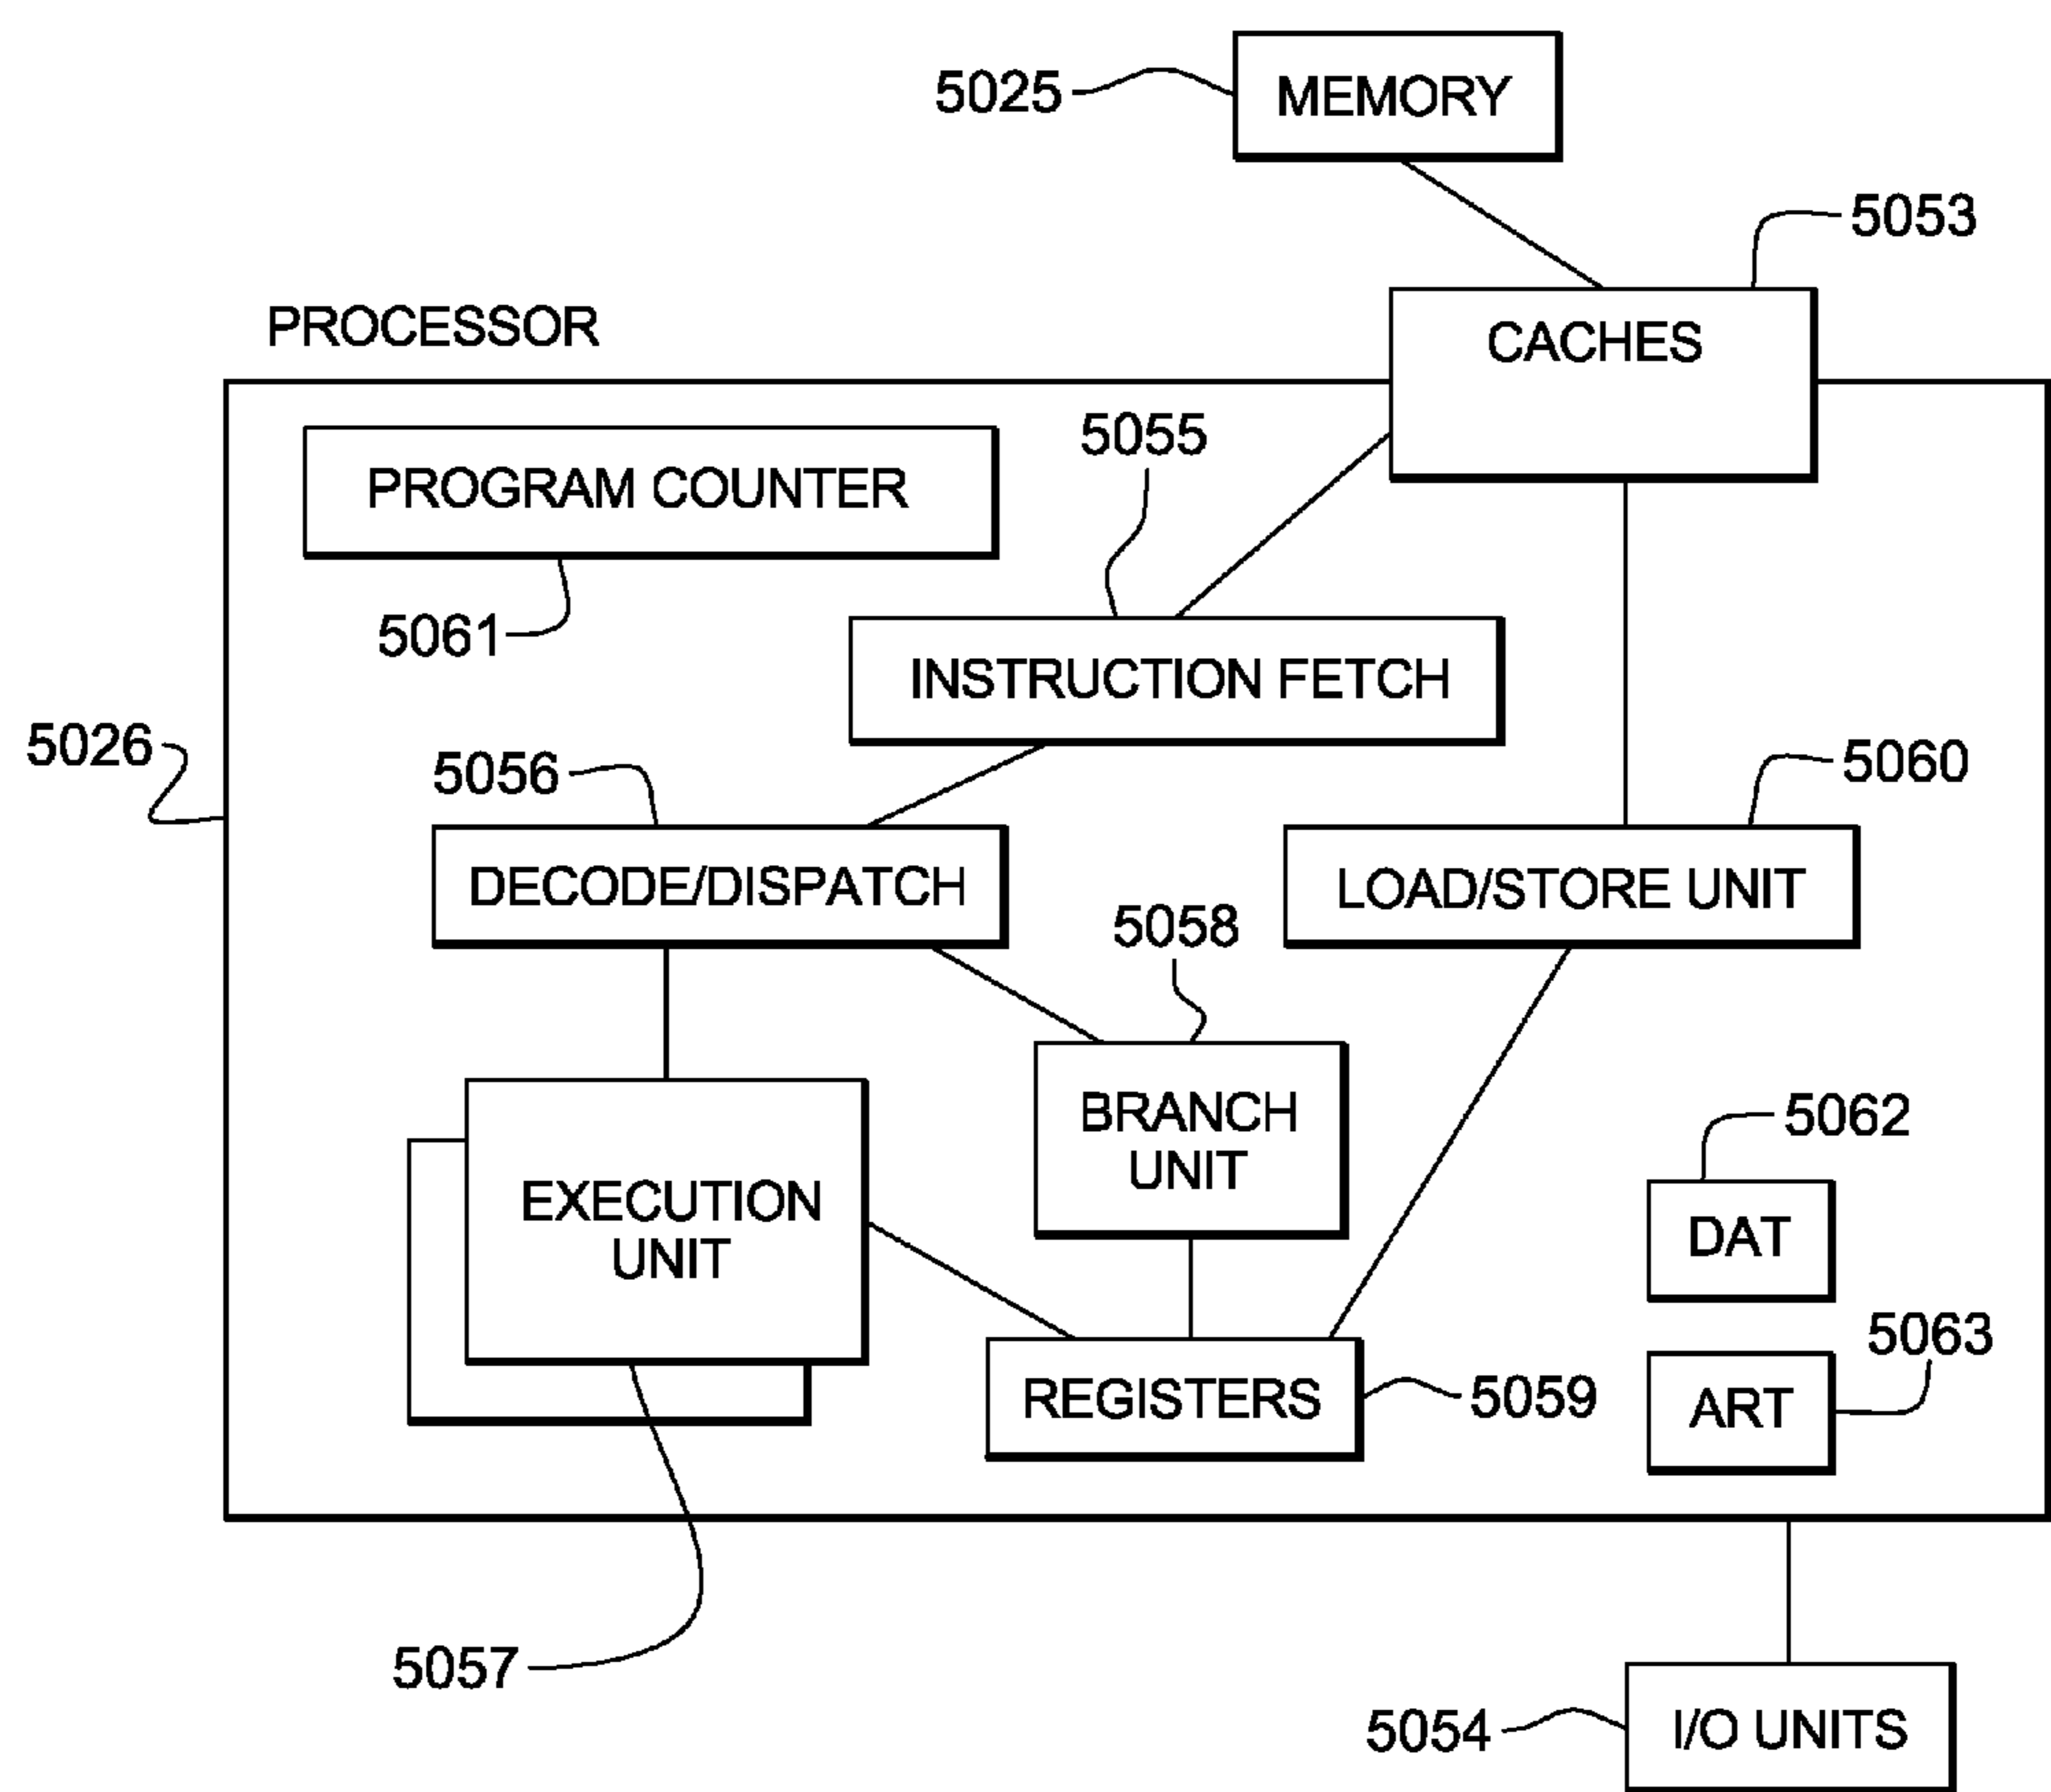 MEMORY
5025
5053
CACHES
PROCESSOR
5055
PROGRAM COUNTER
5061
INSTRUCTION FETCH
5026
5056
5060
DECODE/DISPATCH
LOAD/STORE UNIT
5058
BRANCH
UNIT
5062
EXECUTION
UNIT
DAT
5063
REGISTERS
5059
ART
5057
5054
I/O UNITS